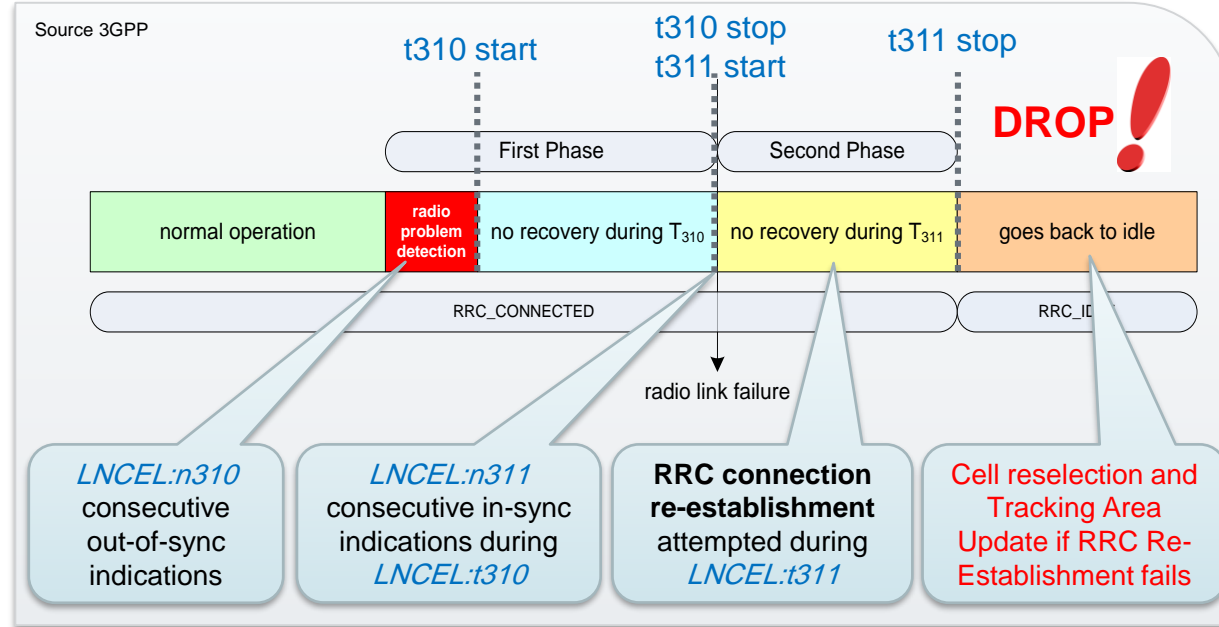 Source 3GPP
t310 start
t310 stop
t311 start
t311 stop
DROP!
First Phase
Second Phase
normal operation
radio
problem
detection
no recovery during T310
no recovery during T311
goes back to idle
RRC_CONNECTED
radio link failure
LNCEL:n310
consecutive
out-of-sync
indications
LNCEL:n311
consecutive in-sync
indications during
LNCEL:t310
RRC connection
re-establishment
attempted during
LNCEL:t311
Cell reselection and
Tracking Area
Update if RRC Re-
Establishment fails